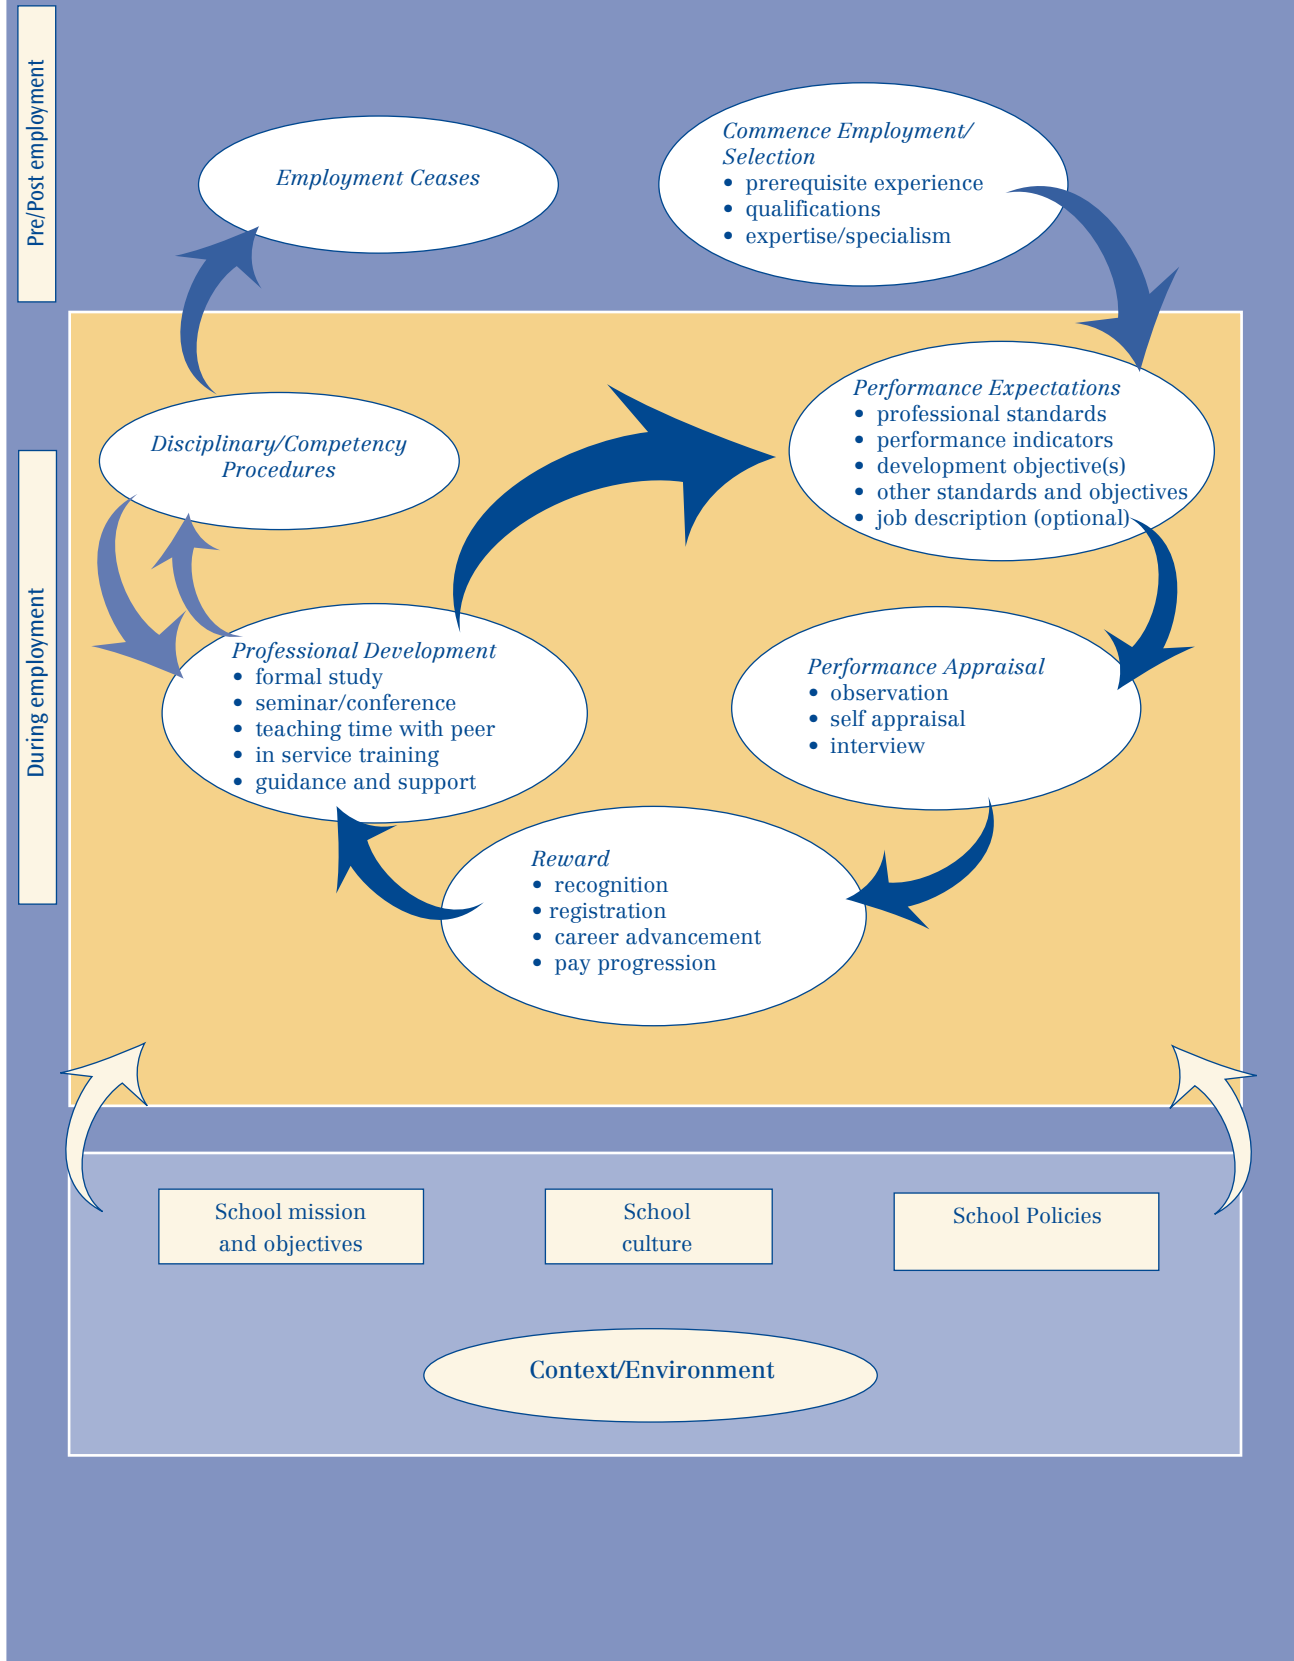 Pre/Post employment
Employment Ceases
Commence Employment/
Selection
• prerequisite experience
• qualifications
• expertise/specialism
During employment
Disciplinary/Competency
Procedures
Performance Expectations
• professional standards
• performance indicators
• development objective(s)
• other standards and objectives
• job description (optional)
Professional Development
• formal study
• seminar/conference
• teaching time with peer
• in service training
• guidance and support
Performance Appraisal
• observation
• self appraisal
• interview
Reward
• recognition
• registration
• career advancement
• pay progression
School mission
and objectives
School
culture
School Policies
Context/Environment